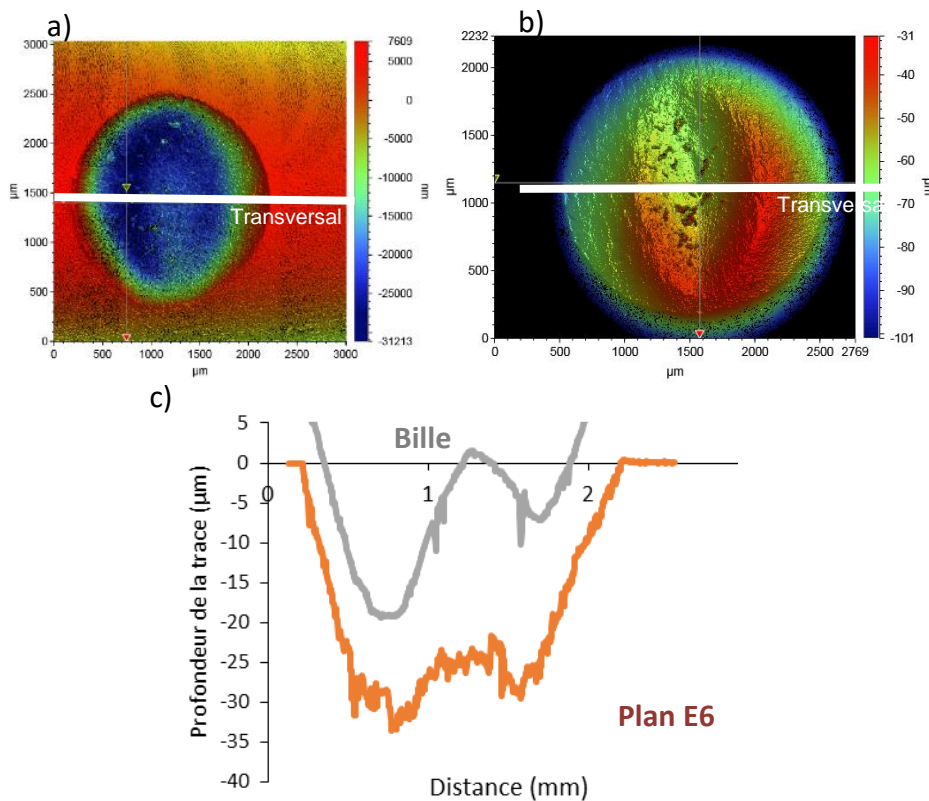 a)
3000
2500
2000
1500
1000
500
0
µm
0 500 1000 1500 2000 2500 3000
µm
Transversal
7609
0
-5000
-10000
-15000
-20000
-25000
-31213
nm
b)
2232
2000
1500
1000
500
0
µm
0 500 1000 1500 2000 2500 2769
µm
Transversal
-31
-40
-50
-60
-70
-80
-90
-101
µm
c)
5
0
-5
-10
-15
-20
-25
-30
-35
-40
Profondeur de la trace (µm)
0 1 2
Bille
Plan E6
Distance (mm)